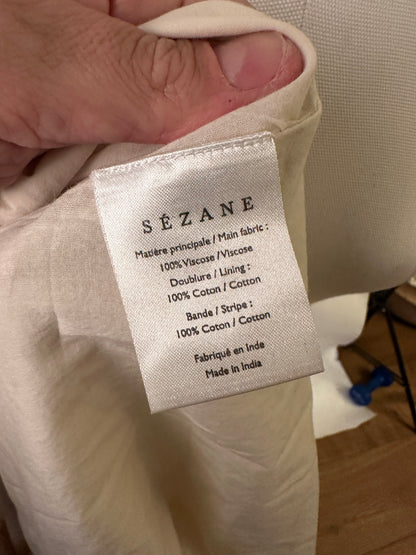 SÉZANE
Matière principale / Main fabric :
100% Viscose / Viscose
Doublure / Lining :
100% Coton / Cotton
Bande / Stripe :
100% Coton / Cotton
Fabriqué en Inde
Made in India